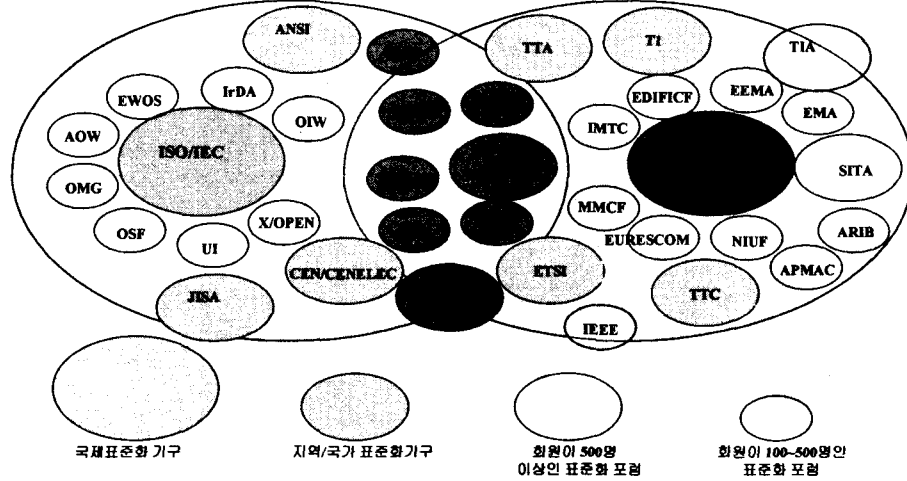 ANSI
TTA
TI
TIA
EWOS
IrDA
EDIFICF
EEMA
AOW
OIW
IMTC
EMA
ISO/IEC
SITA
OMG
MMCF
OSF
X/OPEN
UI
EURESCOM
NIUF
ARIB
CEN/CENELEC
ETSI
APMAC
JISA
TTC
IEEE
국제표준화 기구
지역/국가 표준화기구
회원이 500명
이상인 표준화 포럼
회원이 100~500명인
표준화 포럼